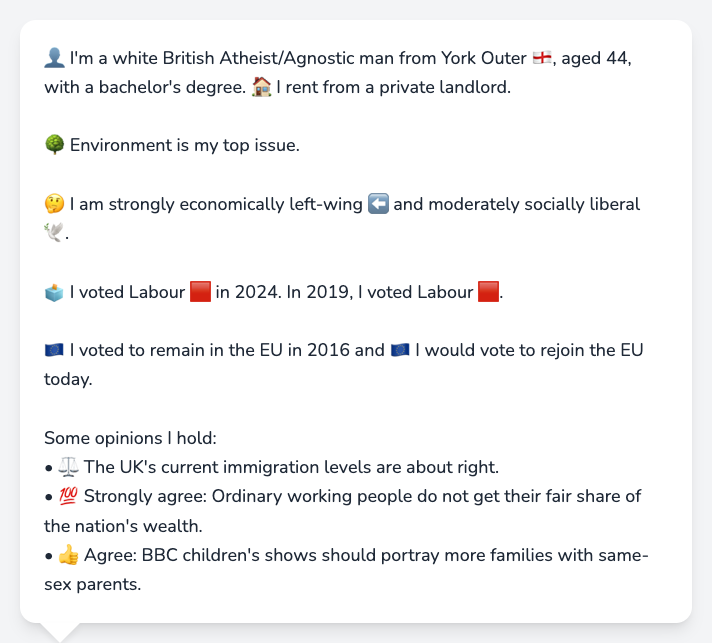 👤 I'm a white British Atheist/Agnostic man from York Outer 🏴󠁧󠁢󠁥󠁮󠁧󠁿, aged 44,
with a bachelor's degree. 🏠 I rent from a private landlord.
🌳 Environment is my top issue.
🤔 I am strongly economically left-wing ⬅️ and moderately socially liberal
🕊️.
🗳️ I voted Labour 🟥 in 2024. In 2019, I voted Labour 🟥.
🇪🇺 I voted to remain in the EU in 2016 and 🇪🇺 I would vote to rejoin the EU
today.
Some opinions I hold:
• ⚖️ The UK's current immigration levels are about right.
• 💯 Strongly agree: Ordinary working people do not get their fair share of
the nation's wealth.
• 👍 Agree: BBC children's shows should portray more families with same-
sex parents.